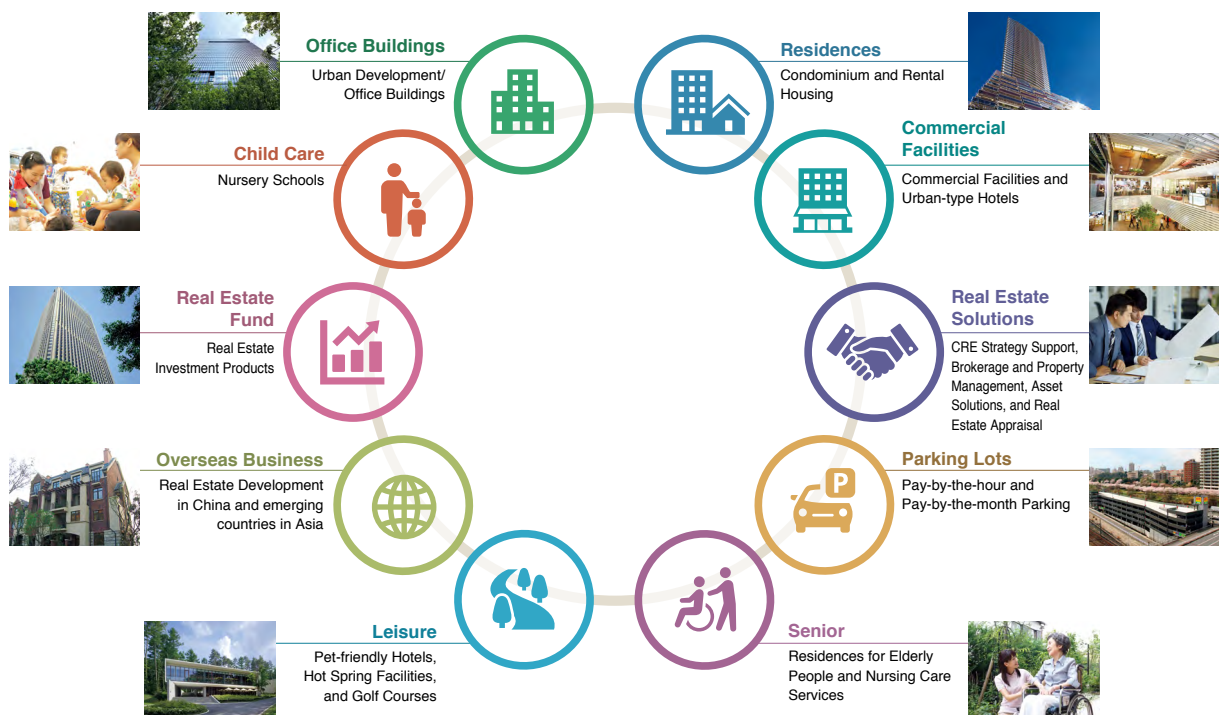 Office Buildings
Urban Development/
Office Buildings
Residences
Condominium and Rental
Housing
Child Care
Nursery Schools
Commercial
Facilities
Commercial Facilities and
Urban-type Hotels
Real Estate
Fund
Real Estate
Investment Products
Real Estate
Solutions
CRE Strategy Support,
Brokerage and Property
Management, Asset
Solutions, and Real
Estate Appraisal
Overseas Business
Real Estate Development
in China and emerging
countries in Asia
P
Parking Lots
Pay-by-the-hour and
Pay-by-the-month Parking
Leisure
Pet-friendly Hotels,
Hot Spring Facilities,
and Golf Courses
Senior
Residences for Elderly
People and Nursing Care
Services